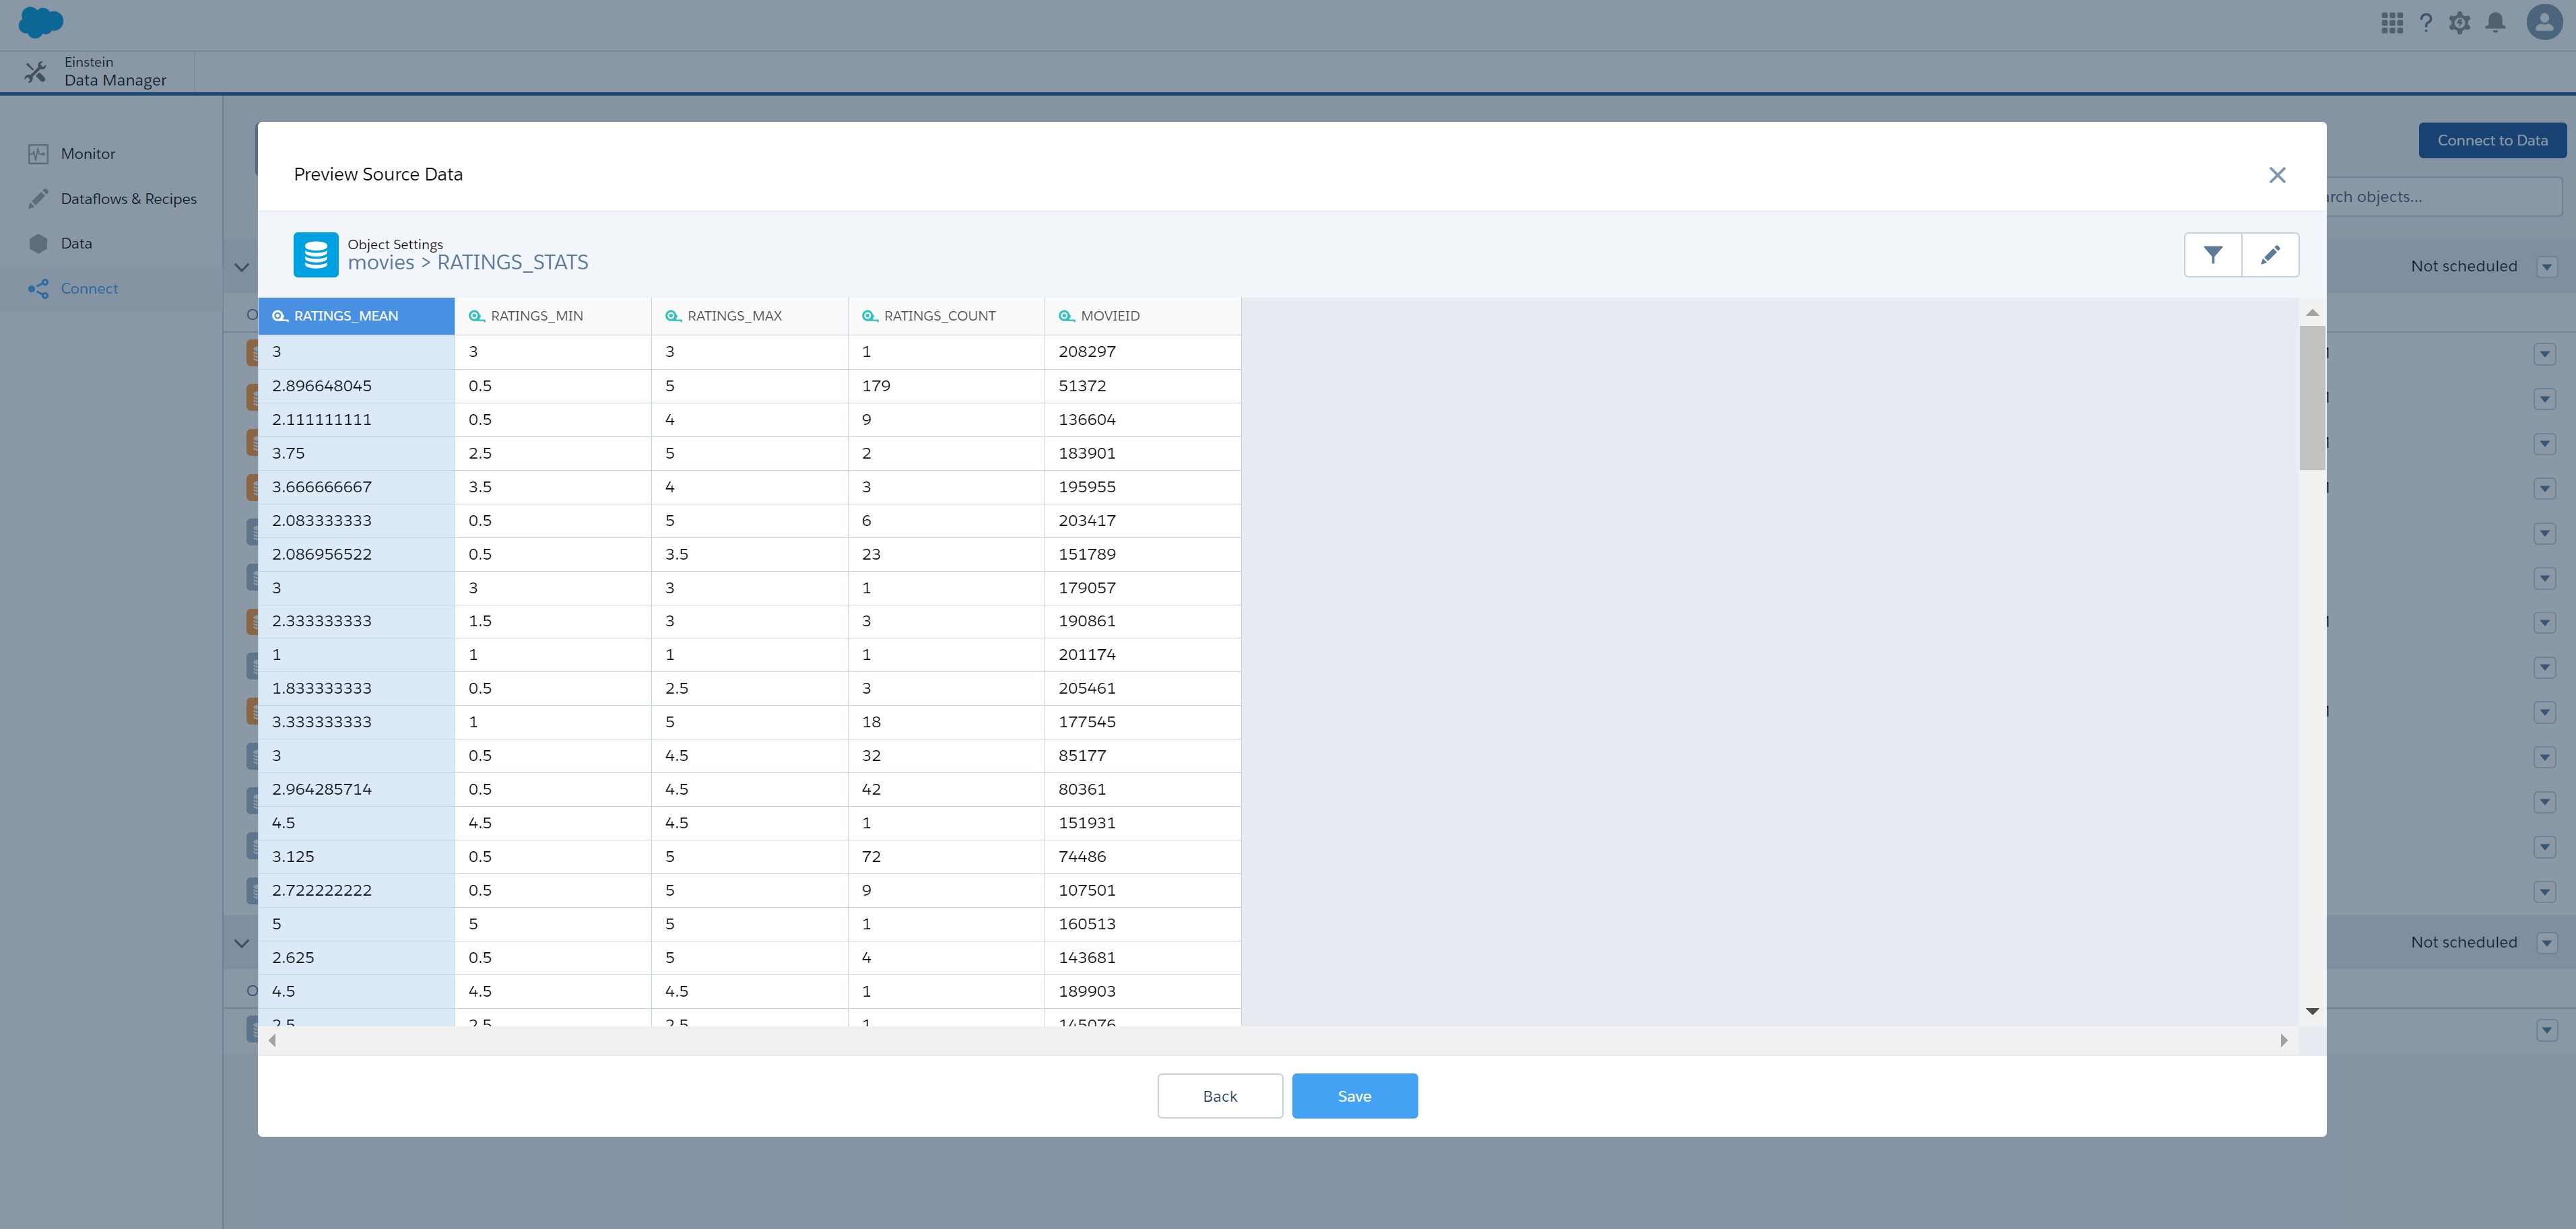 Einstein
Data Manager
Monitor
Dataflows & Recipes
Data
Connect
Connect to Data
rch objects...
Not scheduled
Preview Source Data
Object Settings
movies > RATINGS_STATS
RATINGS_MEAN RATINGS_MIN RATINGS_MAX RATINGS_COUNT MOVIEID
3 3 3 1 208297
2.896648045 0.5 5 179 51372
2.111111111 0.5 4 9 136604
3.75 2.5 5 2 183901
3.666666667 3.5 4 3 195955
2.083333333 0.5 5 6 203417
2.086956522 0.5 3.5 23 151789
3 3 3 1 179057
2.333333333 1.5 3 3 190861
1 1 1 1 201174
1.833333333 0.5 2.5 3 205461
3.333333333 1 5 18 177545
3 0.5 4.5 32 85177
2.964285714 0.5 4.5 42 80361
4.5 4.5 4.5 1 151931
3.125 0.5 5 72 74486
2.722222222 0.5 5 9 107501
5 5 5 1 160513
2.625 0.5 5 4 143681
4.5 4.5 4.5 1 189903
2.5 2.5 2.5 1 145076
Not scheduled
Back
Save